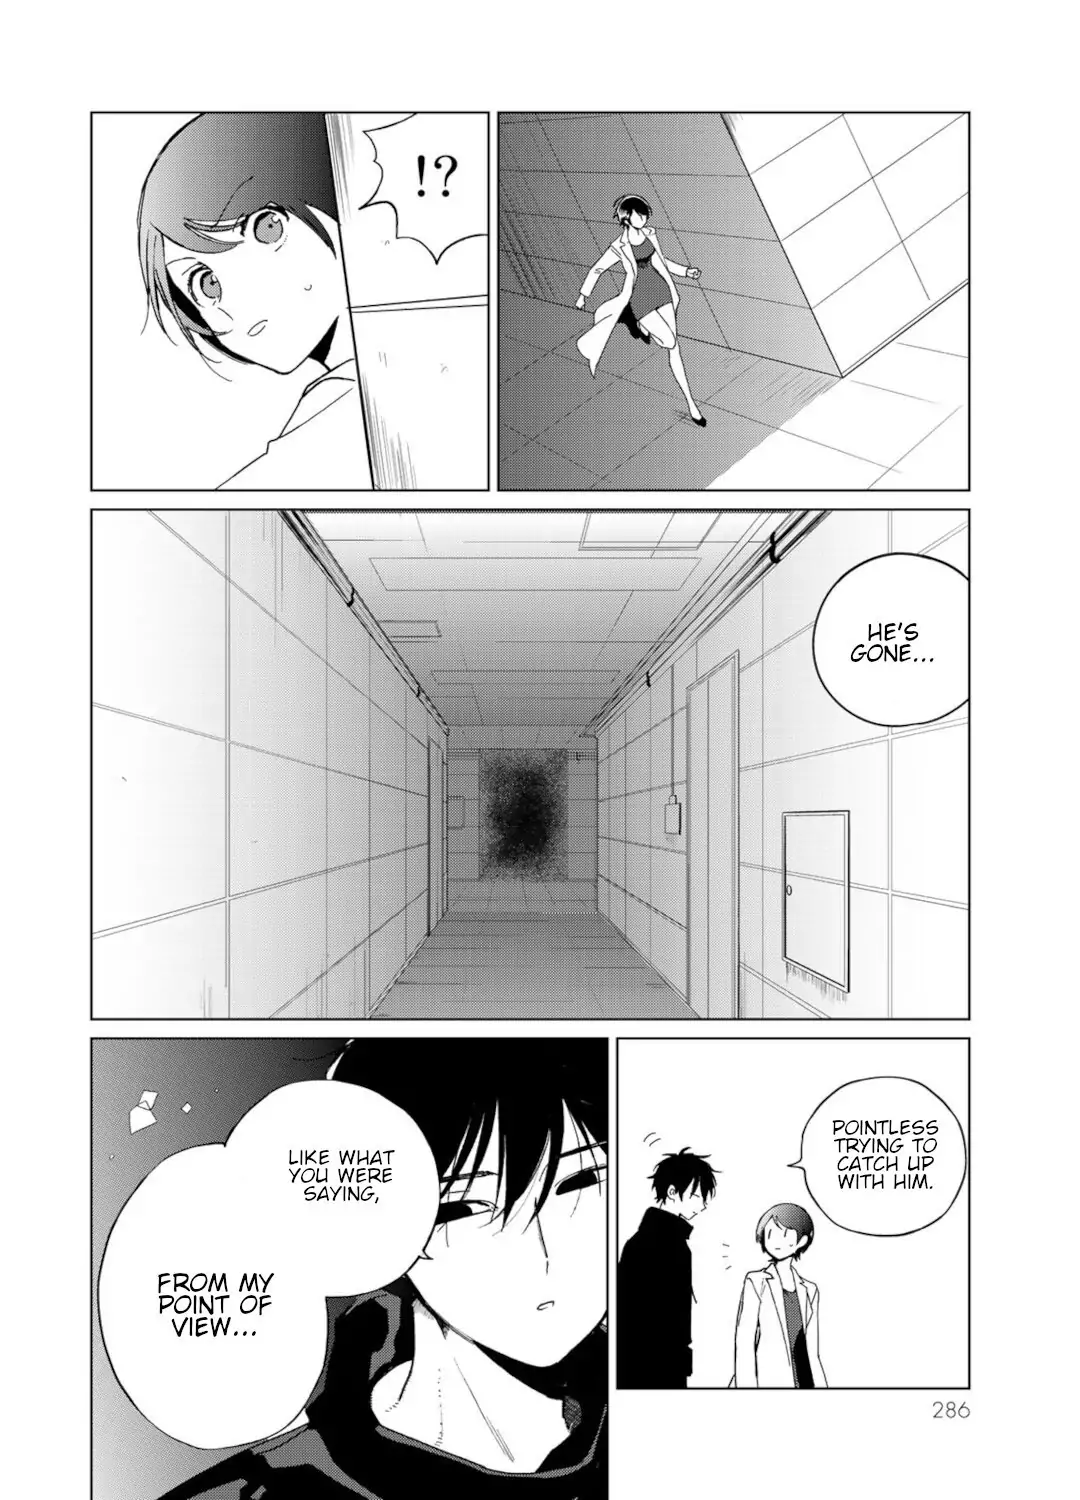 !?
HE'S
GONE...
POINTLESS
TRYING TO
CATCH UP
WITH HIM.
LIKE WHAT
YOU WERE
SAYING,
FROM MY
POINT OF
VIEW...
286